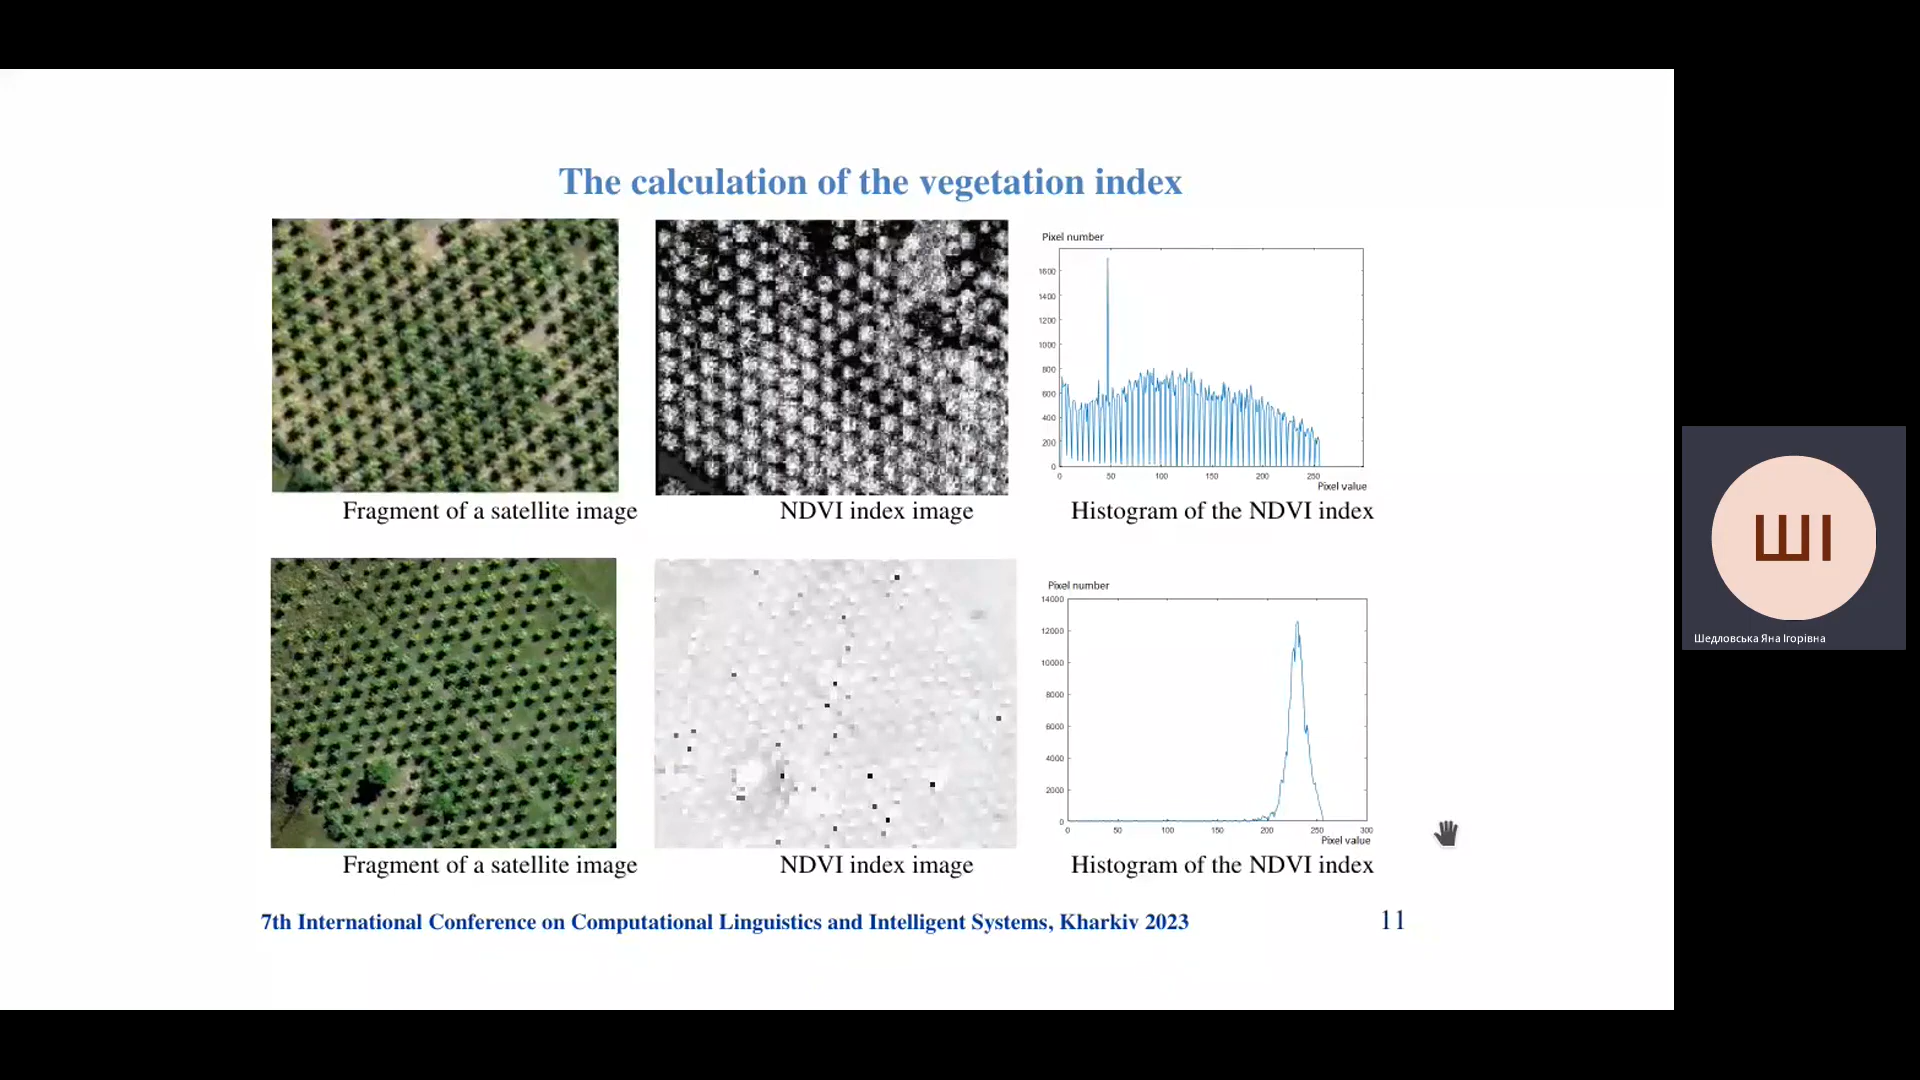 The calculation of the vegetation index
Pixel number
1600
1400
1200
1000
800
600
400
200
0
0 50 100 150 200 250
Pixel value
Fragment of a satellite image NDVI index image Histogram of the NDVI index
Pixel number
14000
12000
10000
8000
6000
4000
2000
0
0 50 100 150 200 250 300
Pixel value
Fragment of a satellite image NDVI index image Histogram of the NDVI index
7th International Conference on Computational Linguistics and Intelligent Systems, Kharkiv 2023 11
ШІ
Шедловська Яна Ігорівна